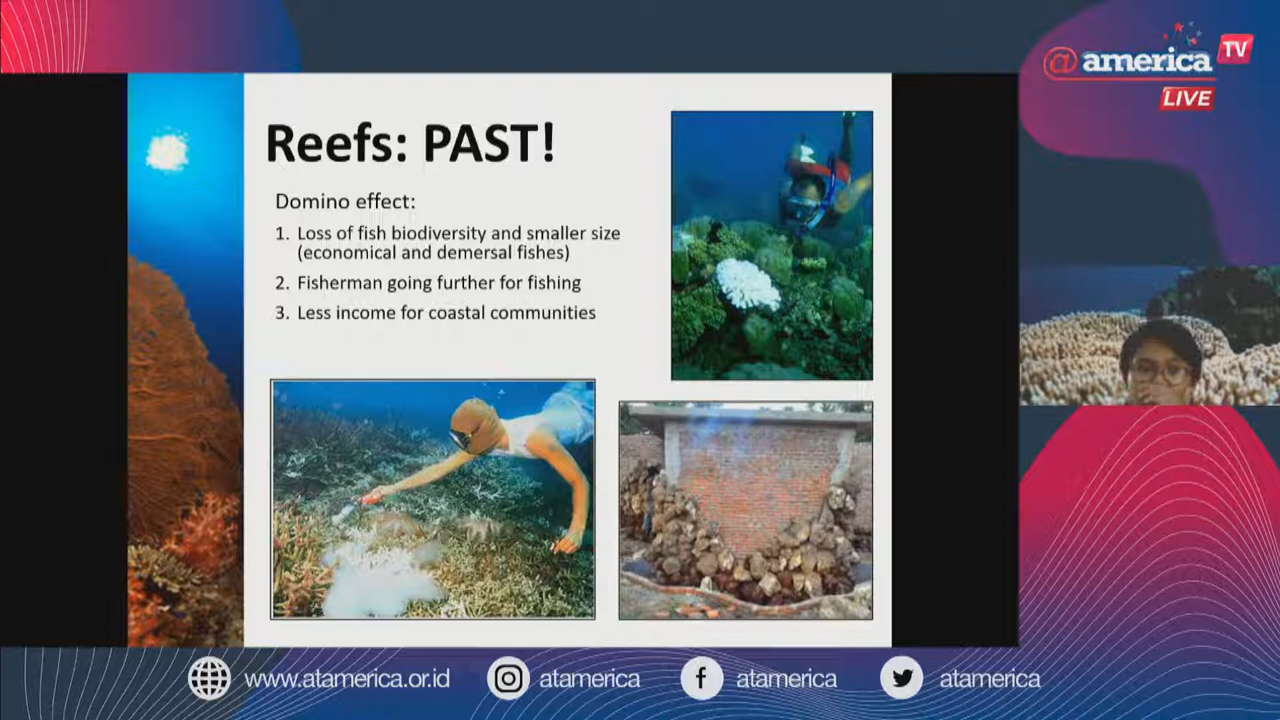 @america TV
LIVE
Reefs: PAST!
Domino effect:
1. Loss of fish biodiversity and smaller size
(economical and demersal fishes)
2. Fisherman going further for fishing
3. Less income for coastal communities
www.atamerica.or.id atamerica atamerica atamerica